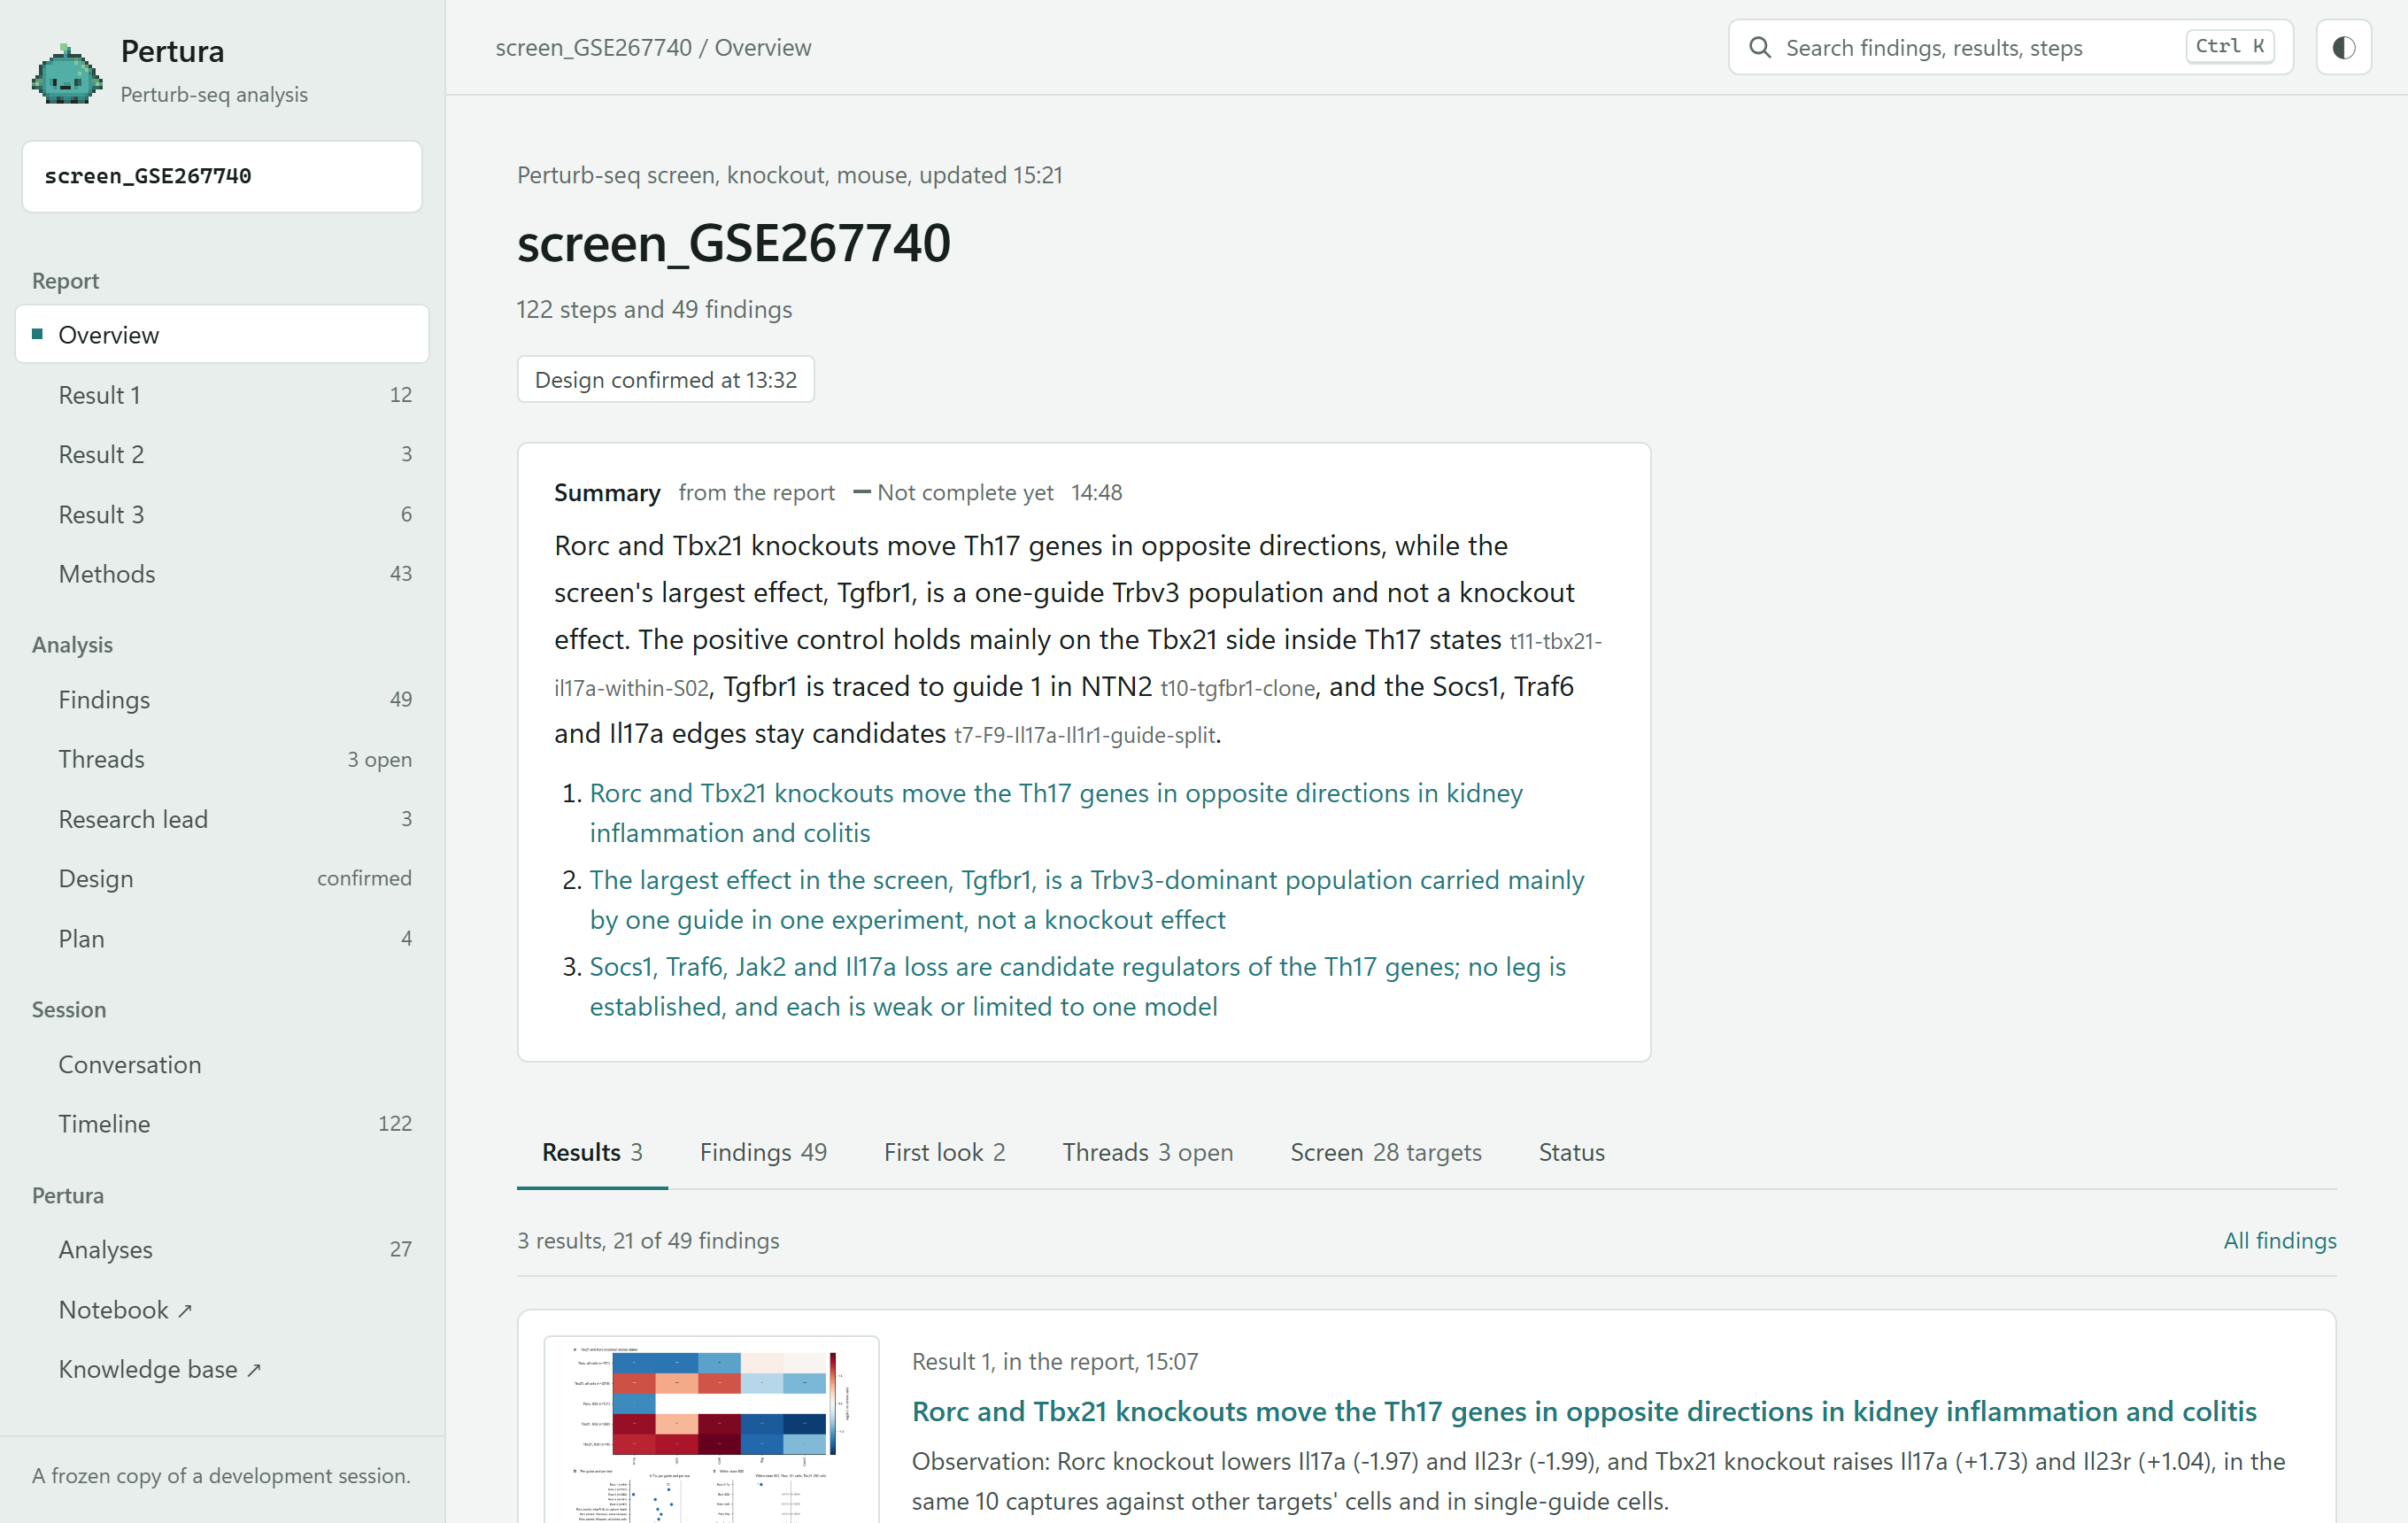 Pertura
Perturb-seq analysis
screen_GSE267740
Report
Overview
Result 1 12
Result 2 3
Result 3 6
Methods 43
Analysis
Findings 49
Threads 3 open
Research lead 3
Design confirmed
Plan 4
Session
Conversation
Timeline 122
Pertura
Analyses 27
Notebook ↗
Knowledge base ↗
A frozen copy of a development session.
screen_GSE267740 / Overview
Search findings, results, steps Ctrl K
Perturb-seq screen, knockout, mouse, updated 15:21
screen_GSE267740
122 steps and 49 findings
Design confirmed at 13:32
Summary from the report — Not complete yet 14:48
Rorc and Tbx21 knockouts move Th17 genes in opposite directions, while the
screen's largest effect, Tgfbr1, is a one-guide Trbv3 population and not a knockout
effect. The positive control holds mainly on the Tbx21 side inside Th17 states t11-tbx21-
il17a-within-S02, Tgfbr1 is traced to guide 1 in NTN2 t10-tgfbr1-clone, and the Socs1, Traf6
and Il17a edges stay candidates t7-F9-Il17a-Il1r1-guide-split.
1. Rorc and Tbx21 knockouts move the Th17 genes in opposite directions in kidney
inflammation and colitis
2. The largest effect in the screen, Tgfbr1, is a Trbv3-dominant population carried mainly
by one guide in one experiment, not a knockout effect
3. Socs1, Traf6, Jak2 and Il17a loss are candidate regulators of the Th17 genes; no leg is
established, and each is weak or limited to one model
Results 3 Findings 49 First look 2 Threads 3 open Screen 28 targets Status
3 results, 21 of 49 findings All findings
Result 1, in the report, 15:07
Rorc and Tbx21 knockouts move the Th17 genes in opposite directions in kidney inflammation and colitis
Observation: Rorc knockout lowers Il17a (-1.97) and Il23r (-1.99), and Tbx21 knockout raises Il17a (+1.73) and Il23r (+1.04), in the
same 10 captures against other targets' cells and in single-guide cells.